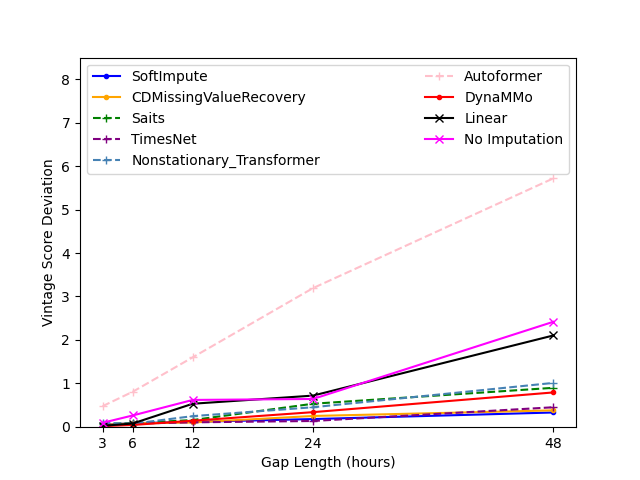 SoftImpute
CDMissingValueRecovery
Saits
TimesNet
Nonstationary_Transformer
Autoformer
DynaMMo
Linear
No Imputation
8
7
6
5
4
3
2
1
0
Vintage Score Deviation
3 6 12 24 48
Gap Length (hours)